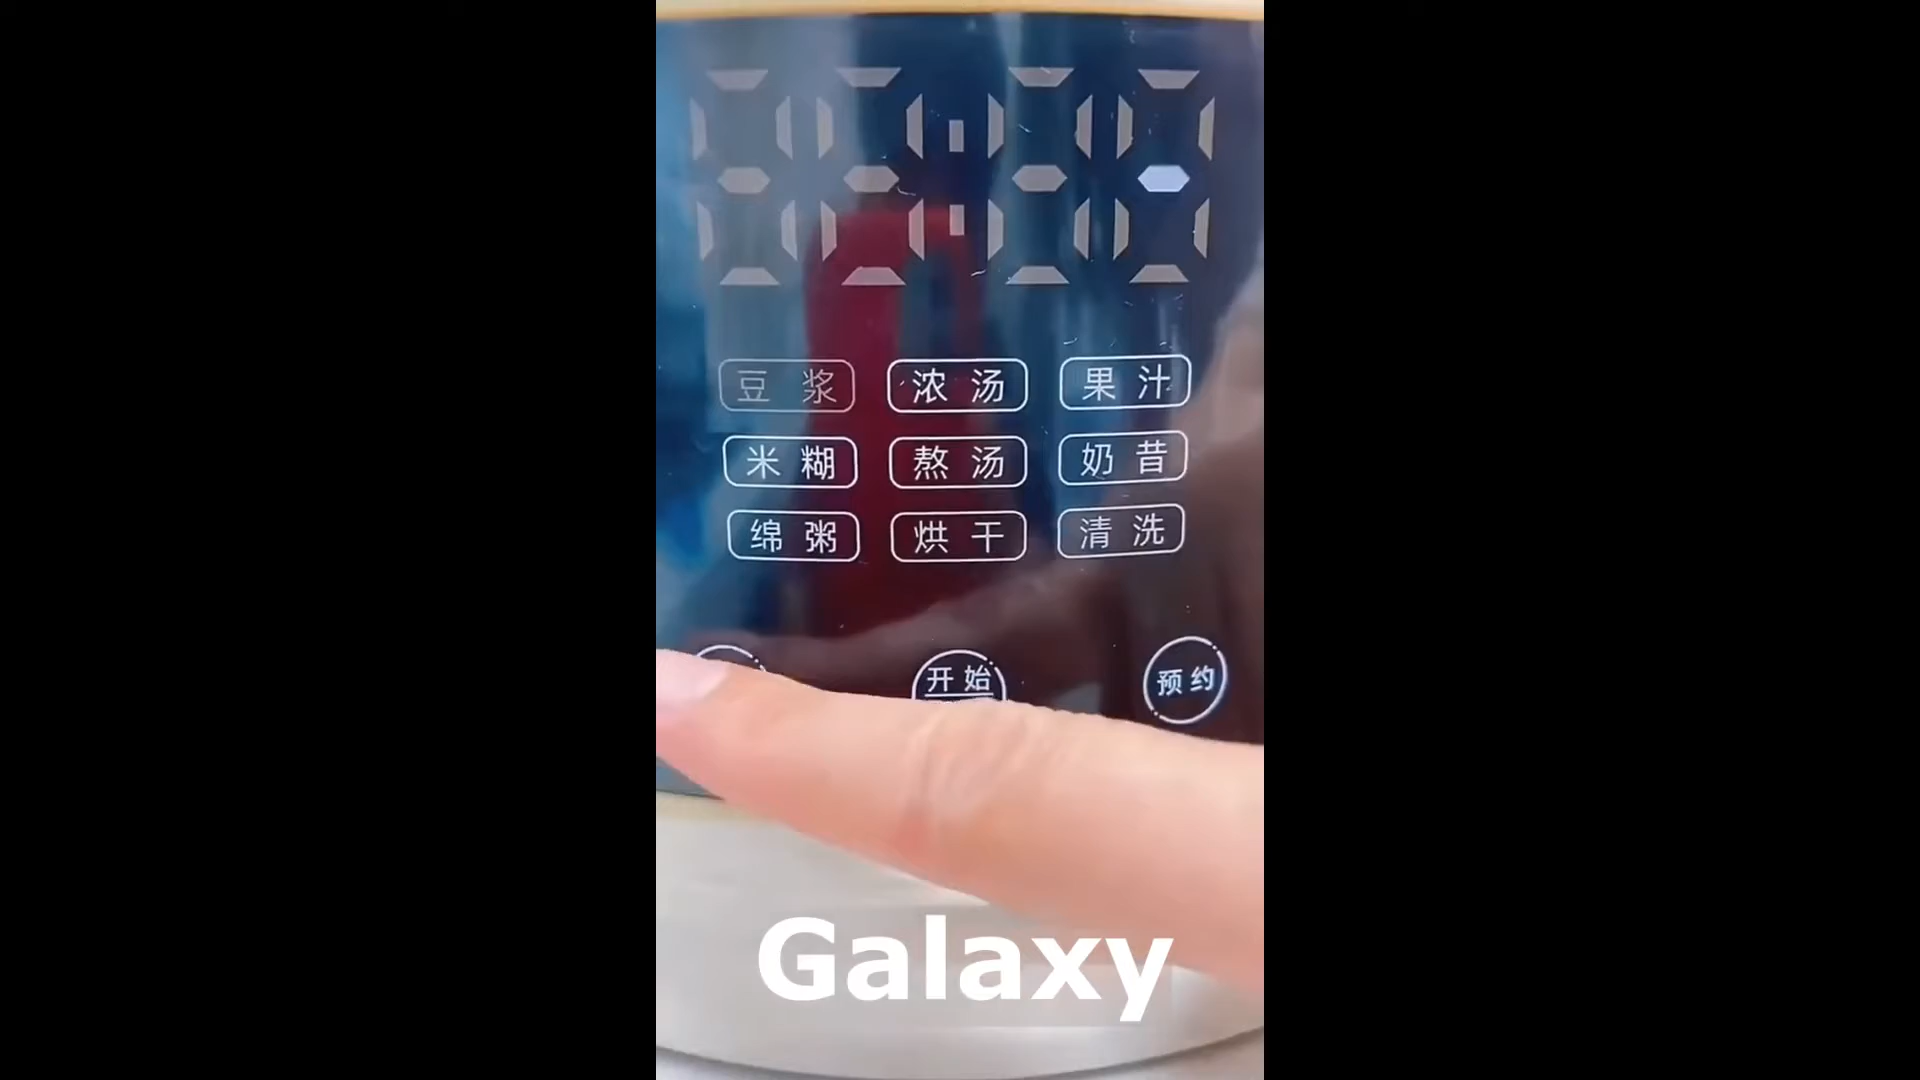 豆浆 浓汤 果汁
米糊 熬汤 奶昔
绵粥 烘干 清洗
开始 预约
Galaxy